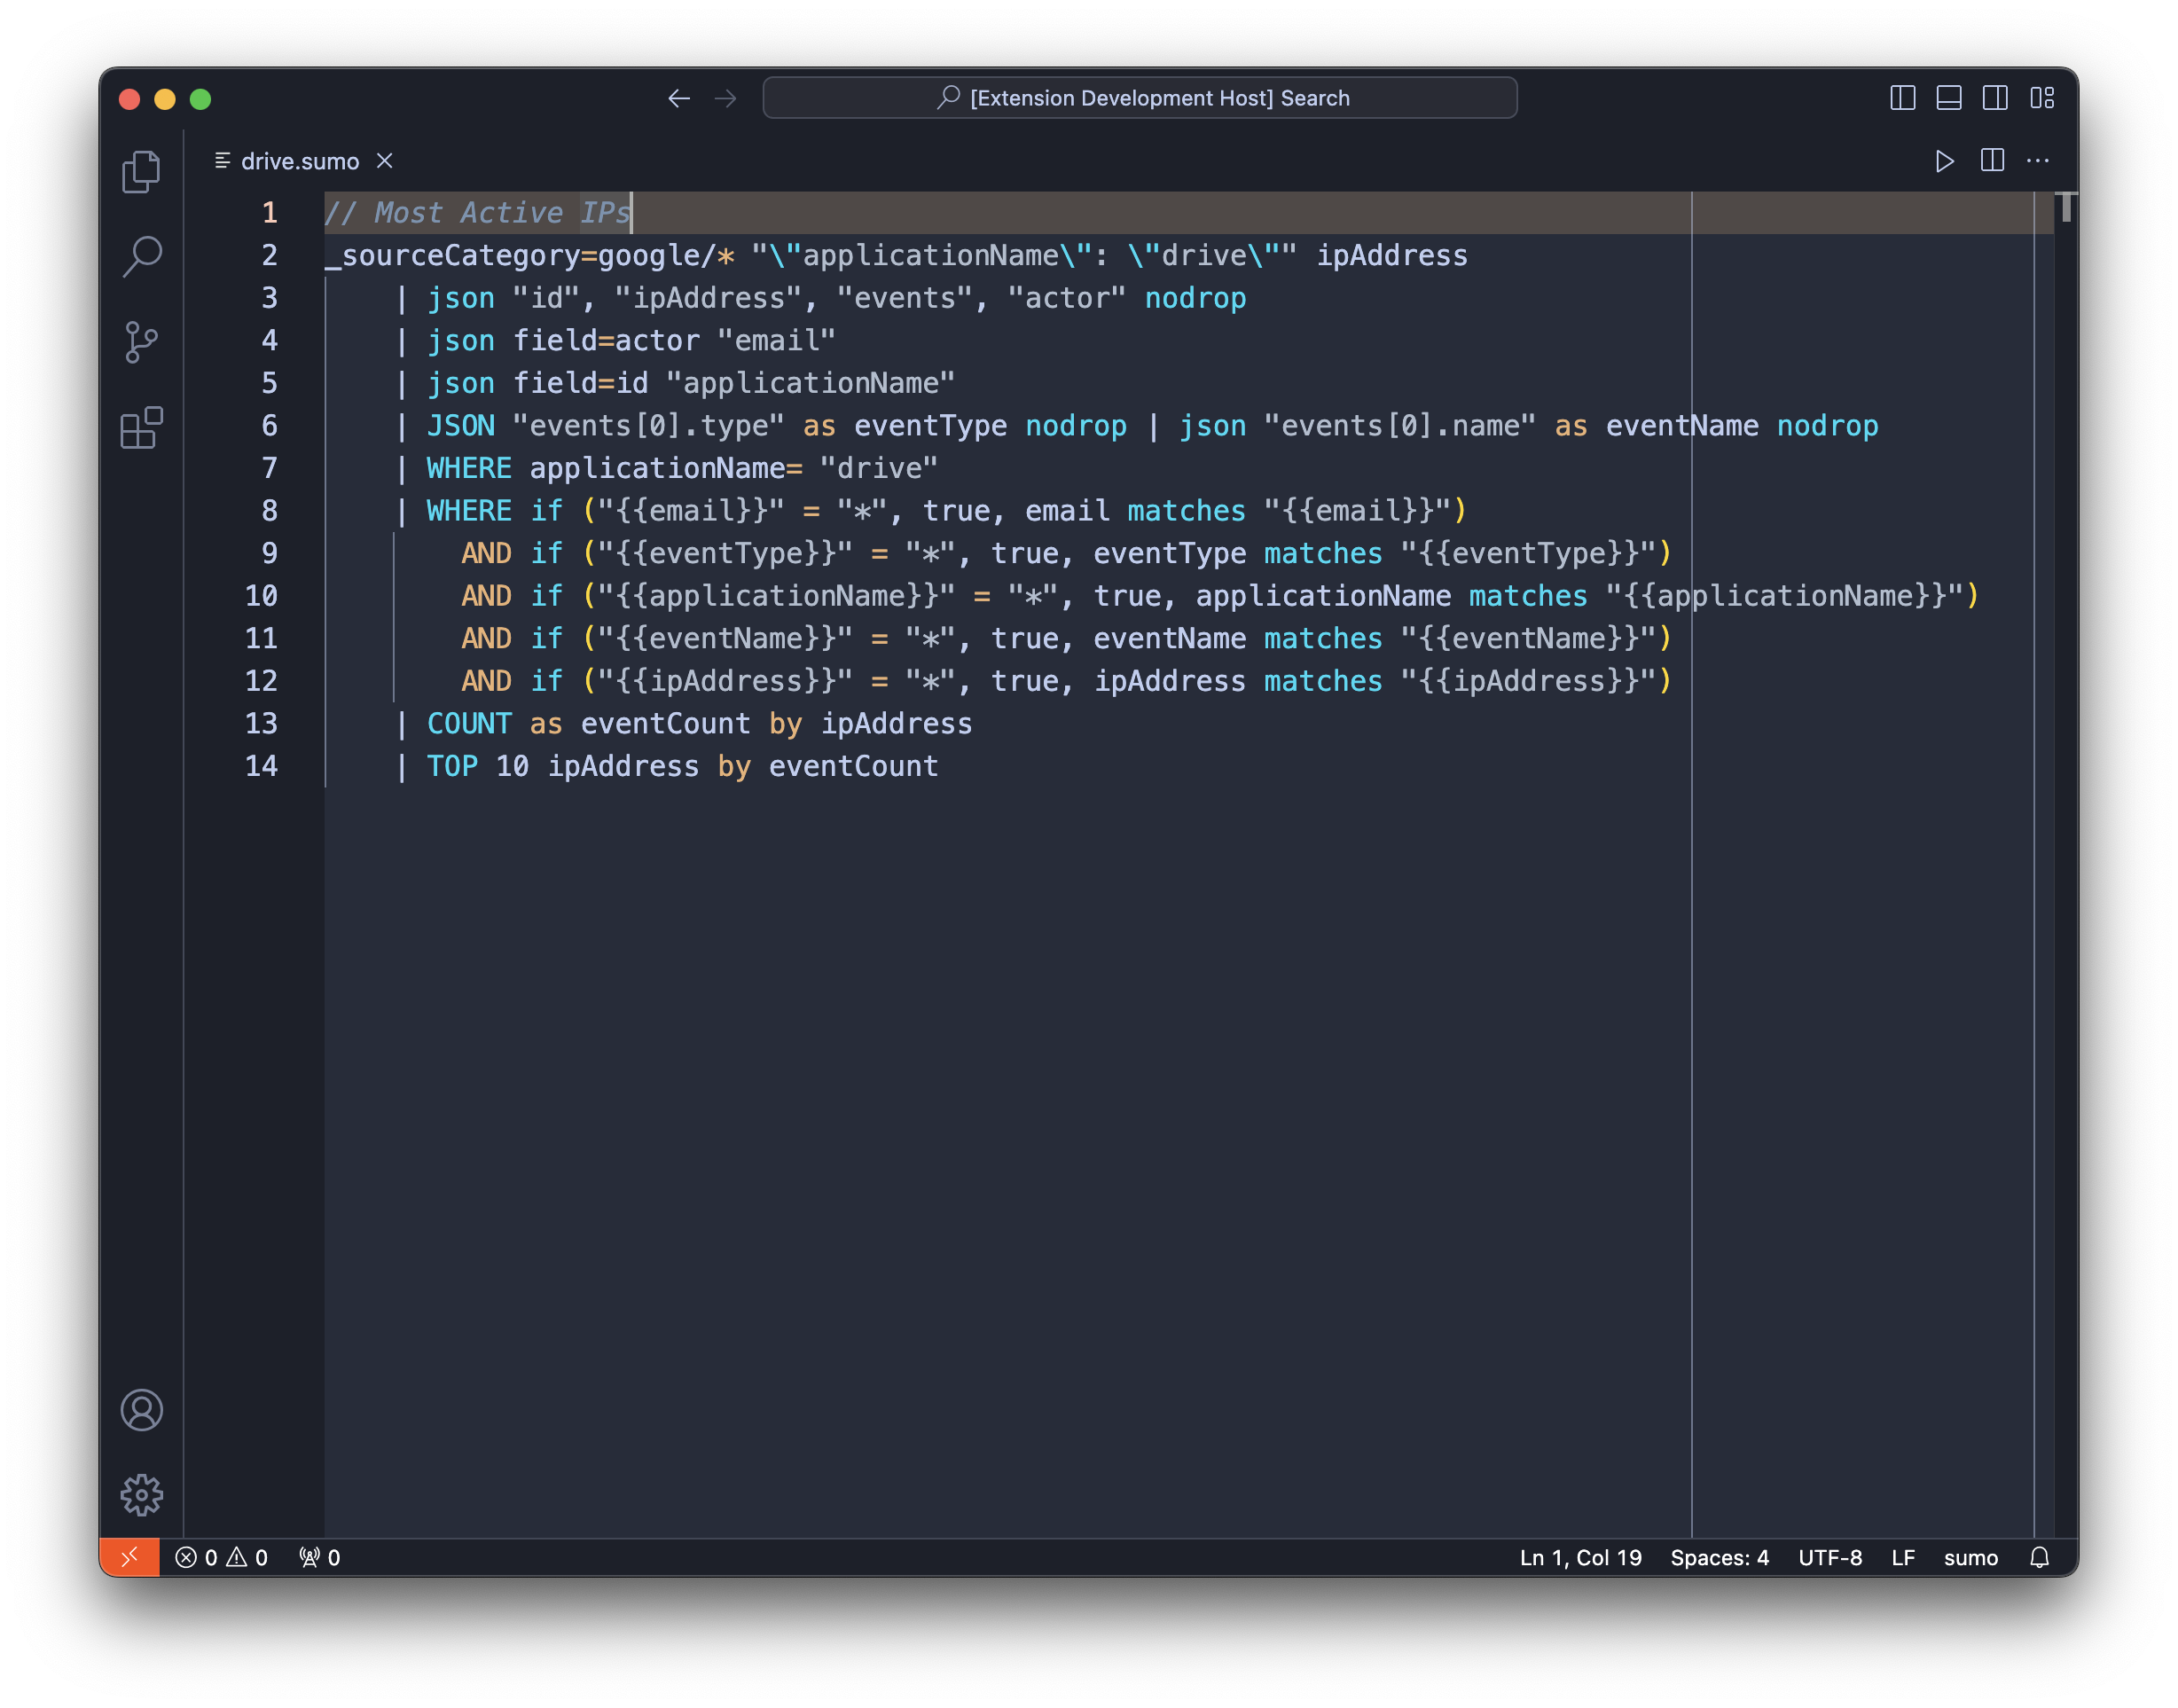 [Extension Development Host] Search
drive.sumo
1 // Most Active IPs
2 _sourceCategory=google/* "\"applicationName\": \"drive\"" ipAddress
3 | json "id", "ipAddress", "events", "actor" nodrop
4 | json field=actor "email"
5 | json field=id "applicationName"
6 | JSON "events[0].type" as eventType nodrop | json "events[0].name" as eventName nodrop
7 | WHERE applicationName= "drive"
8 | WHERE if ("{{email}}" = "*", true, email matches "{{email}}")
9 AND if ("{{eventType}}" = "*", true, eventType matches "{{eventType}}")
10 AND if ("{{applicationName}}" = "*", true, applicationName matches "{{applicationName}}")
11 AND if ("{{eventName}}" = "*", true, eventName matches "{{eventName}}")
12 AND if ("{{ipAddress}}" = "*", true, ipAddress matches "{{ipAddress}}")
13 | COUNT as eventCount by ipAddress
14 | TOP 10 ipAddress by eventCount
0 0 0 Ln 1, Col 19 Spaces: 4 UTF-8 LF sumo